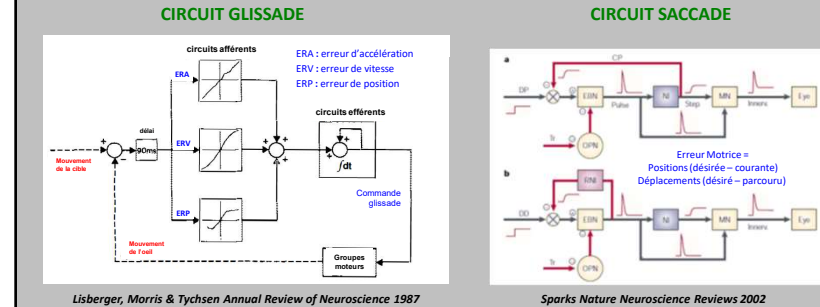 CIRCUIT GLISSADE
circuits afférents
ERA : erreur d'accélération
ERV : erreur de vitesse
ERP : erreur de position
ERA
circuits efférents
délai
90ms
ERV
∫dt
Mouvement
de la cible
Commande
glissade
ERP
Mouvement
de l'oeil
Groupes
moteurs
Lisberger, Morris & Tychsen Annual Review of Neuroscience 1987
CIRCUIT SACCADE
a
CP
DP
EBN
NI
MN
Eye
Pulse
Step
Innerv
Tr
OPN
Erreur Motrice =
Positions (désirée – courante)
Déplacements (désiré – parcouru)
b
RNI
DD
EBN
NI
MN
Eye
Innerv
Tr
OPN
Sparks Nature Neuroscience Reviews 2002